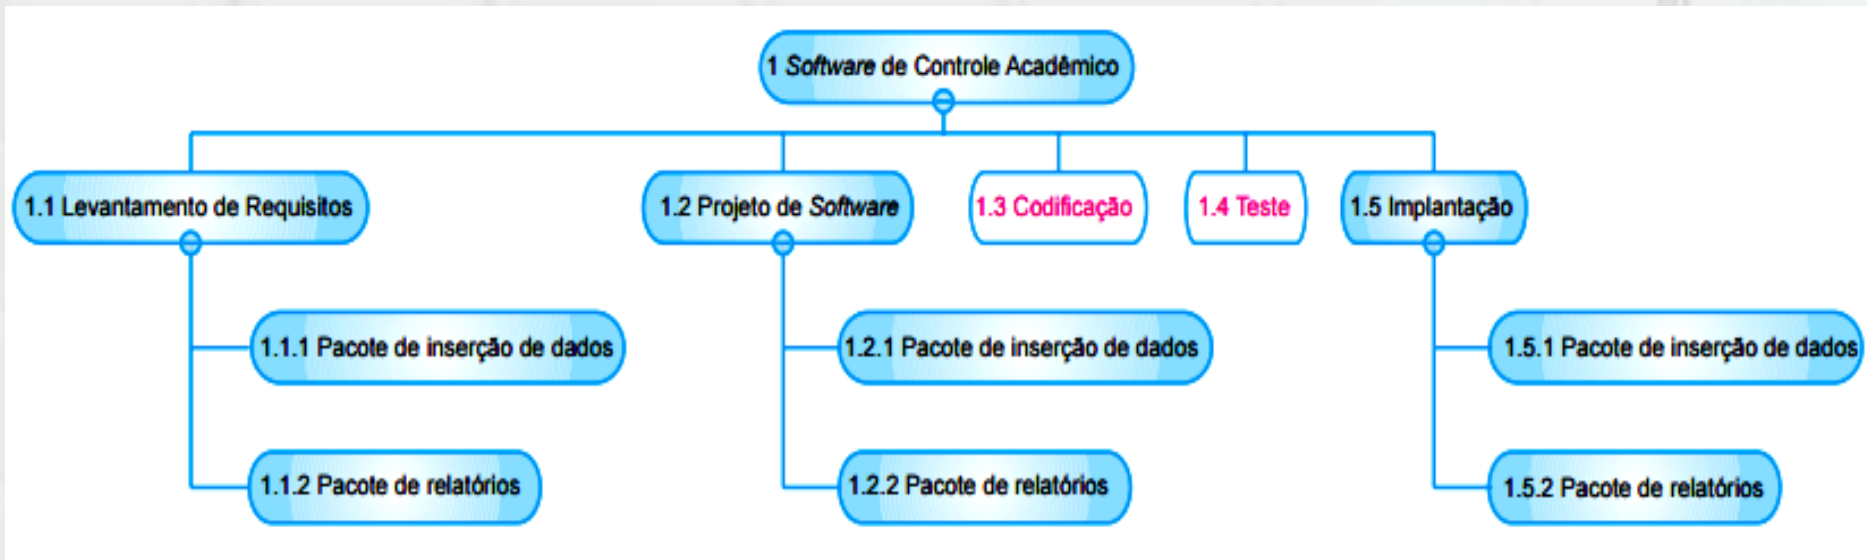 1 Software de Controle Acadêmico
1.1 Levantamento de Requisitos
1.2 Projeto de Software
1.3 Codificação
1.4 Teste
1.5 Implantação
1.1.1 Pacote de inserção de dados
1.2.1 Pacote de inserção de dados
1.5.1 Pacote de inserção de dados
1.1.2 Pacote de relatórios
1.2.2 Pacote de relatórios
1.5.2 Pacote de relatórios